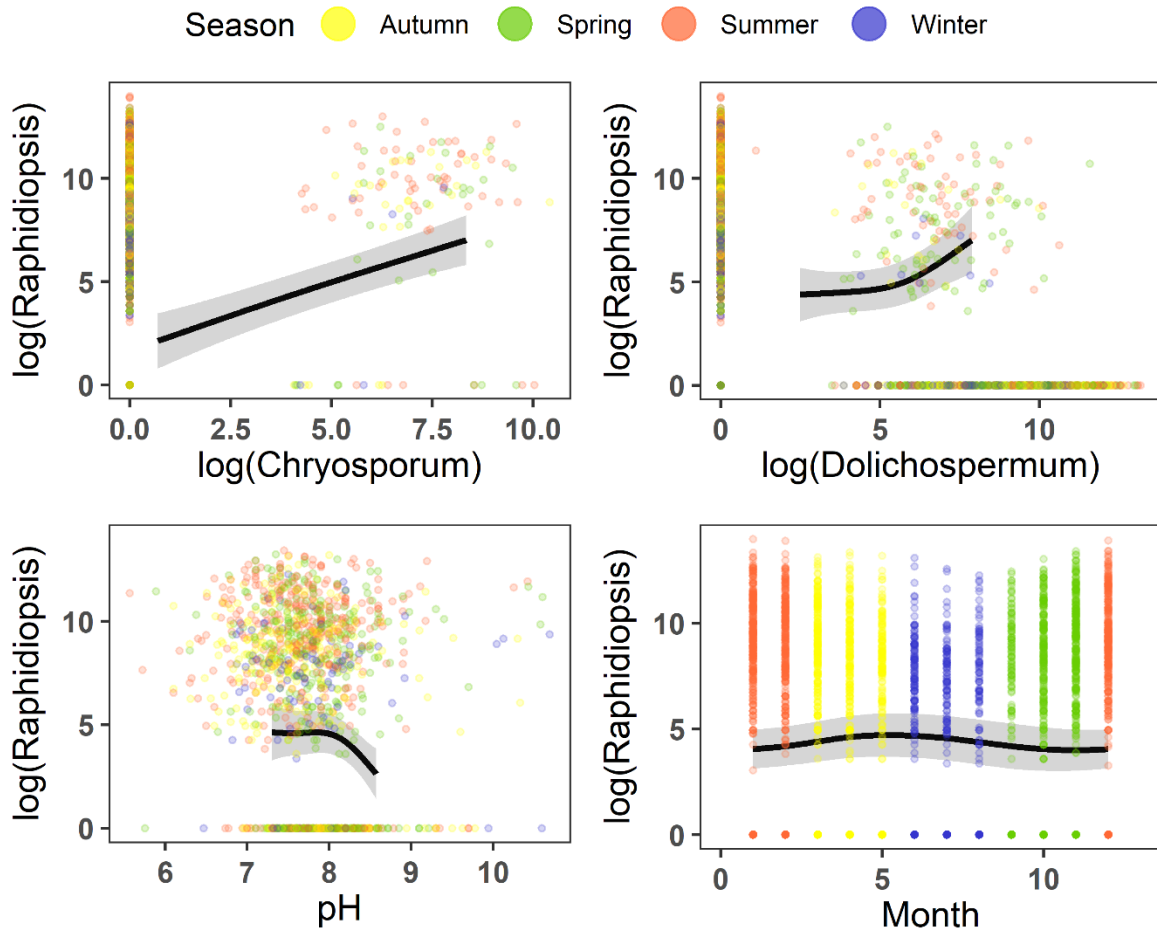 Season Autumn Spring Summer Winter
log(Raphidiopsis)
10
5
0
0.0 2.5 5.0 7.5 10.0
log(Chryosporum)
log(Raphidiopsis)
10
5
0
0 5 10
log(Dolichospermum)
log(Raphidiopsis)
10
5
0
6 7 8 9 10
pH
log(Raphidiopsis)
10
5
0
0 5 10
Month